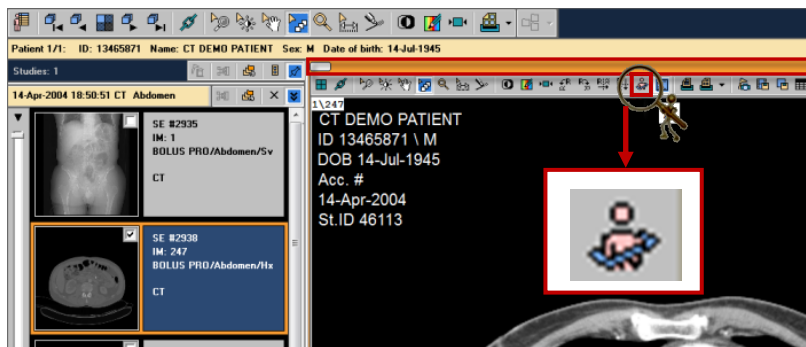 Patient 1/1: ID: 13465871 Name: CT DEMO PATIENT Sex: M Date of birth: 14-Jul-1945
Studies: 1
14-Apr-2004 18:50:51 CT Abdomen
SE #2935
IM: 1
BOLUS PRO/Abdomen/Sv
CT
SE #2938
IM: 247
BOLUS PRO/Abdomen/Hx
CT
1\247
CT DEMO PATIENT
ID 13465871 \ M
DOB 14-Jul-1945
Acc. #
14-Apr-2004
St.ID 46113